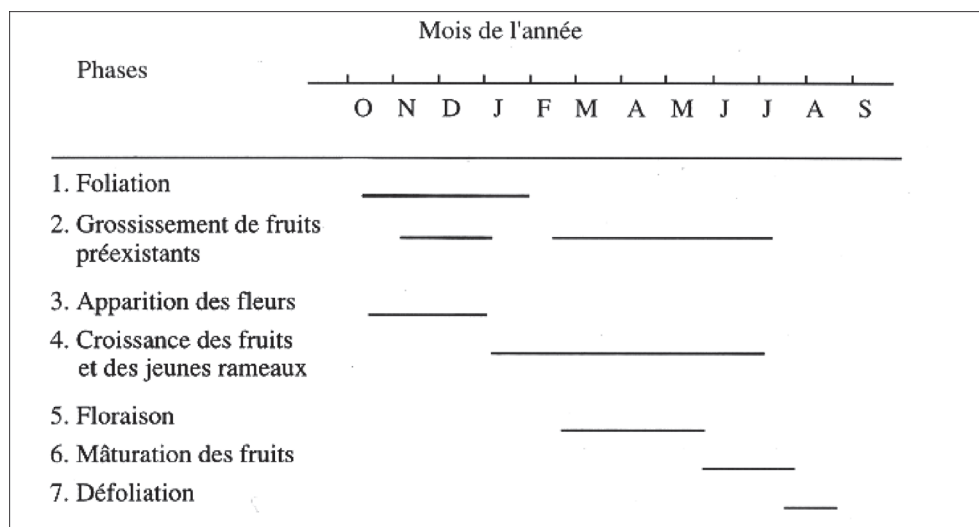 Mois de l'année
Phases
O N D J F M A M J J A S
1. Foliation
2. Grossissement de fruits
préexistants
3. Apparition des fleurs
4. Croissance des fruits
et des jeunes rameaux
5. Floraison
6. Mâturation des fruits
7. Défoliation